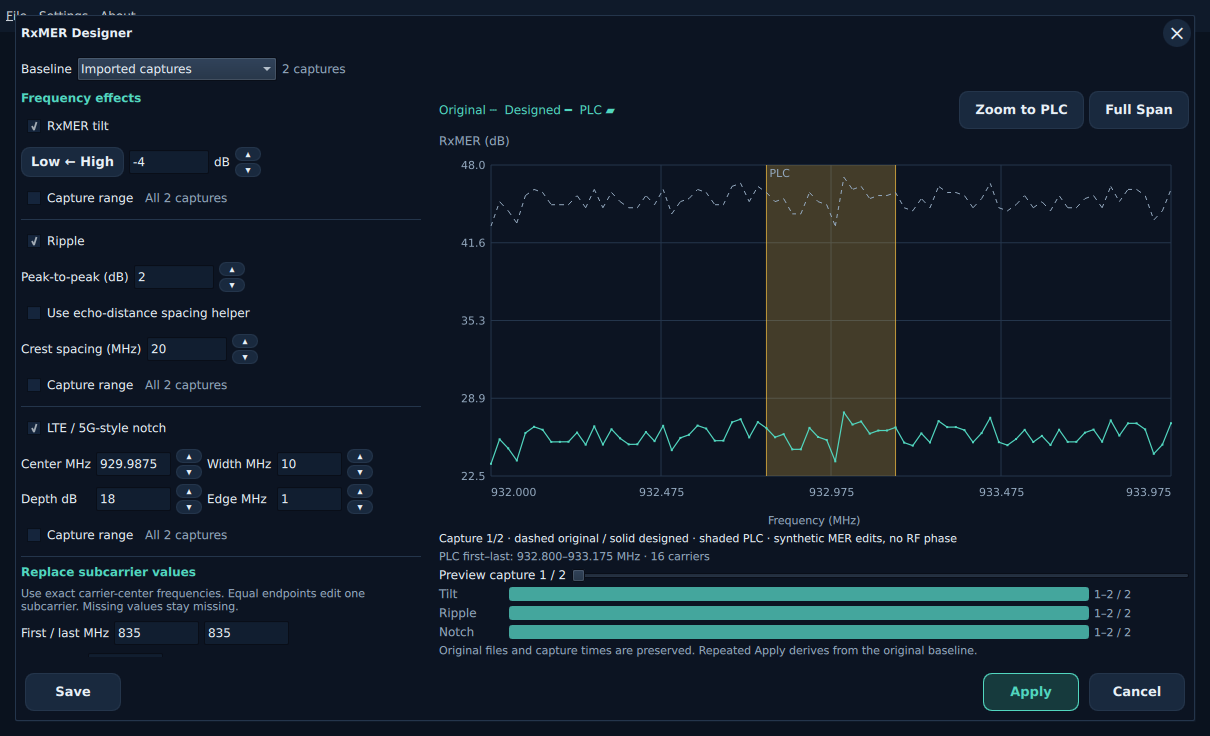 File Settings About
RxMER Designer
Baseline Imported captures 2 captures
Frequency effects
RxMER tilt
Low ← High -4 dB
Capture range All 2 captures
Ripple
Peak-to-peak (dB) 2
Use echo-distance spacing helper
Crest spacing (MHz) 20
Capture range All 2 captures
LTE / 5G-style notch
Center MHz 929.9875 Width MHz 10
Depth dB 18 Edge MHz 1
Capture range All 2 captures
Replace subcarrier values
Use exact carrier-center frequencies. Equal endpoints edit one
subcarrier. Missing values stay missing.
First / last MHz 835 835
Save
Original Designed PLC
Zoom to PLC Full Span
RxMER (dB)
48.0
PLC
41.6
35.3
28.9
22.5
932.000 932.475 932.975 933.475 933.975
Frequency (MHz)
Capture 1/2 · dashed original / solid designed · shaded PLC · synthetic MER edits, no RF phase
PLC first–last: 932.800–933.175 MHz · 16 carriers
Preview capture 1 / 2
Tilt 1–2 / 2
Ripple 1–2 / 2
Notch 1–2 / 2
Original files and capture times are preserved. Repeated Apply derives from the original baseline.
Apply Cancel